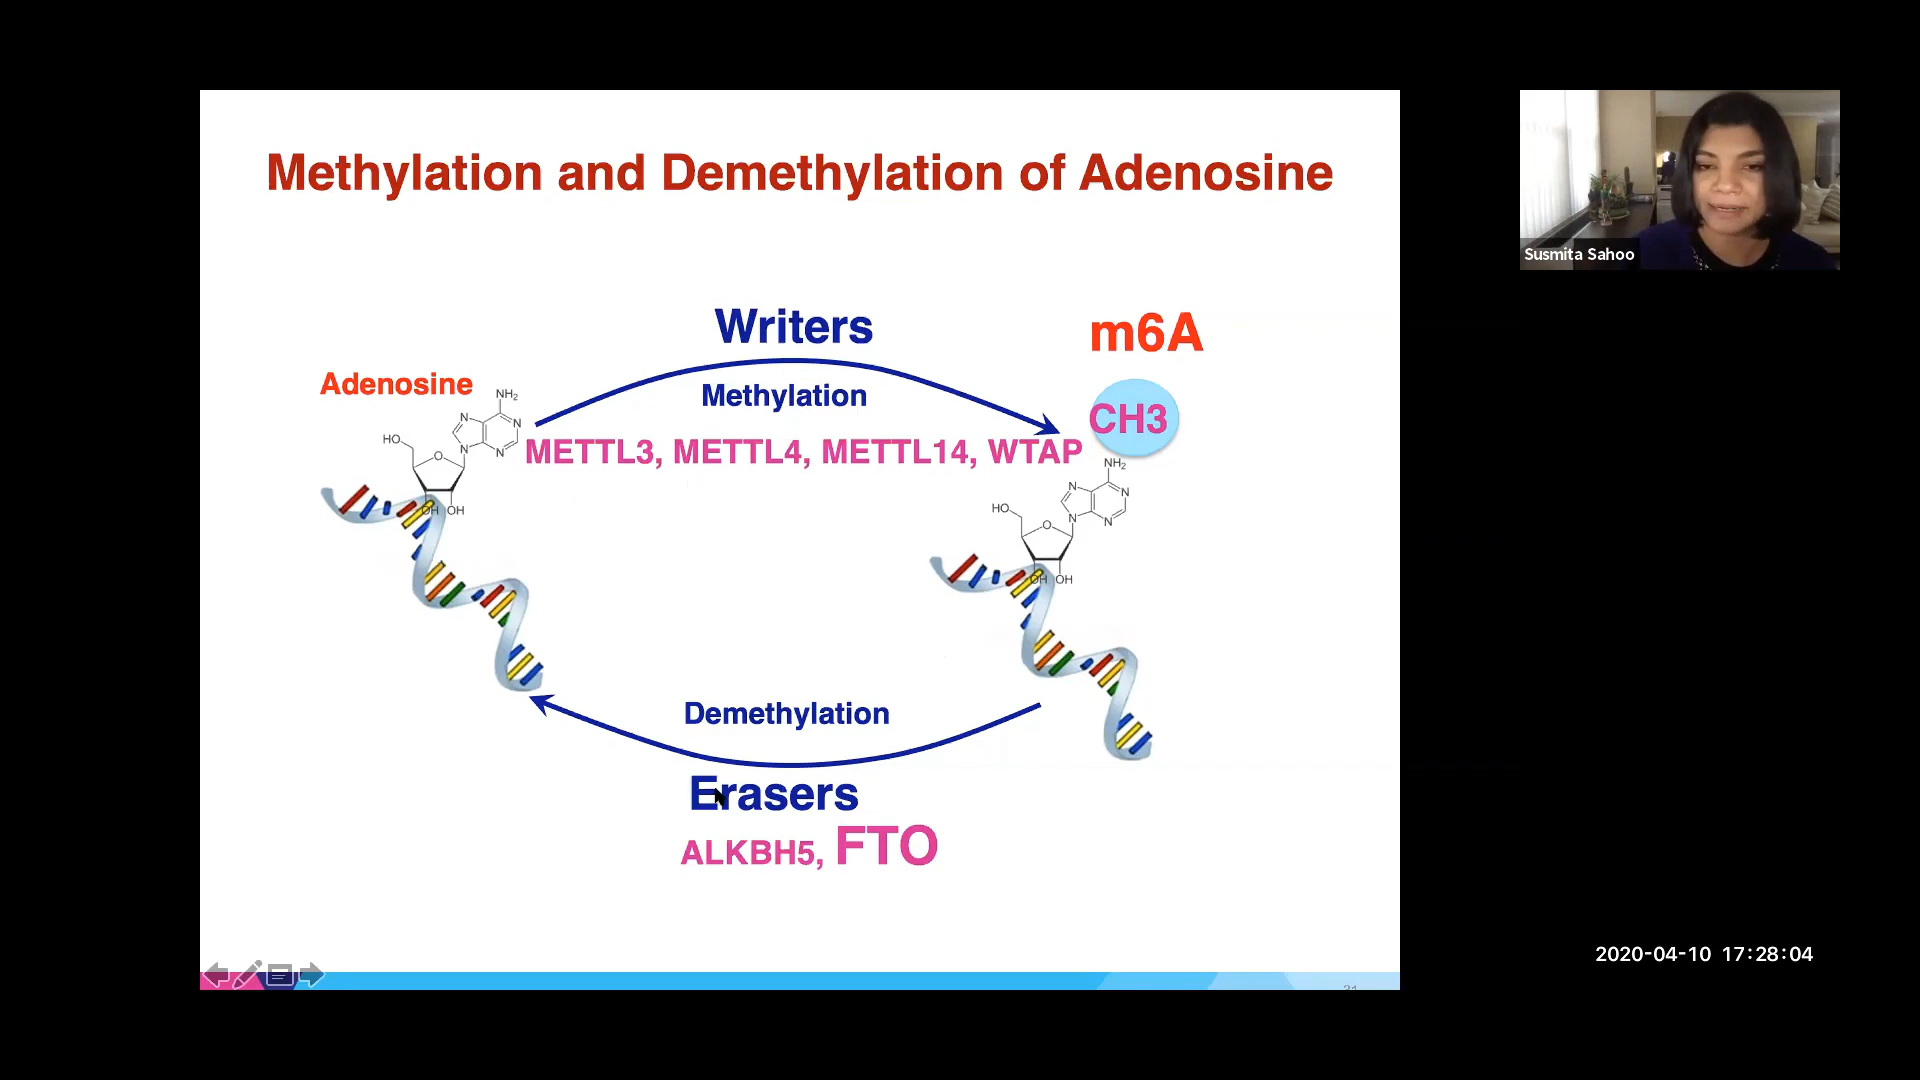 Methylation and Demethylation of Adenosine
Writers
m6A
Adenosine
Methylation
CH3
METTL3, METTL4, METTL14, WTAP
NH₂
N
N
N
N
HO
O
OH
OH
NH₂
N
N
N
N
HO
O
OH
OH
Demethylation
Erasers
ALKBH5, FTO
Susmita Sahoo
2020-04-10 17:28:04